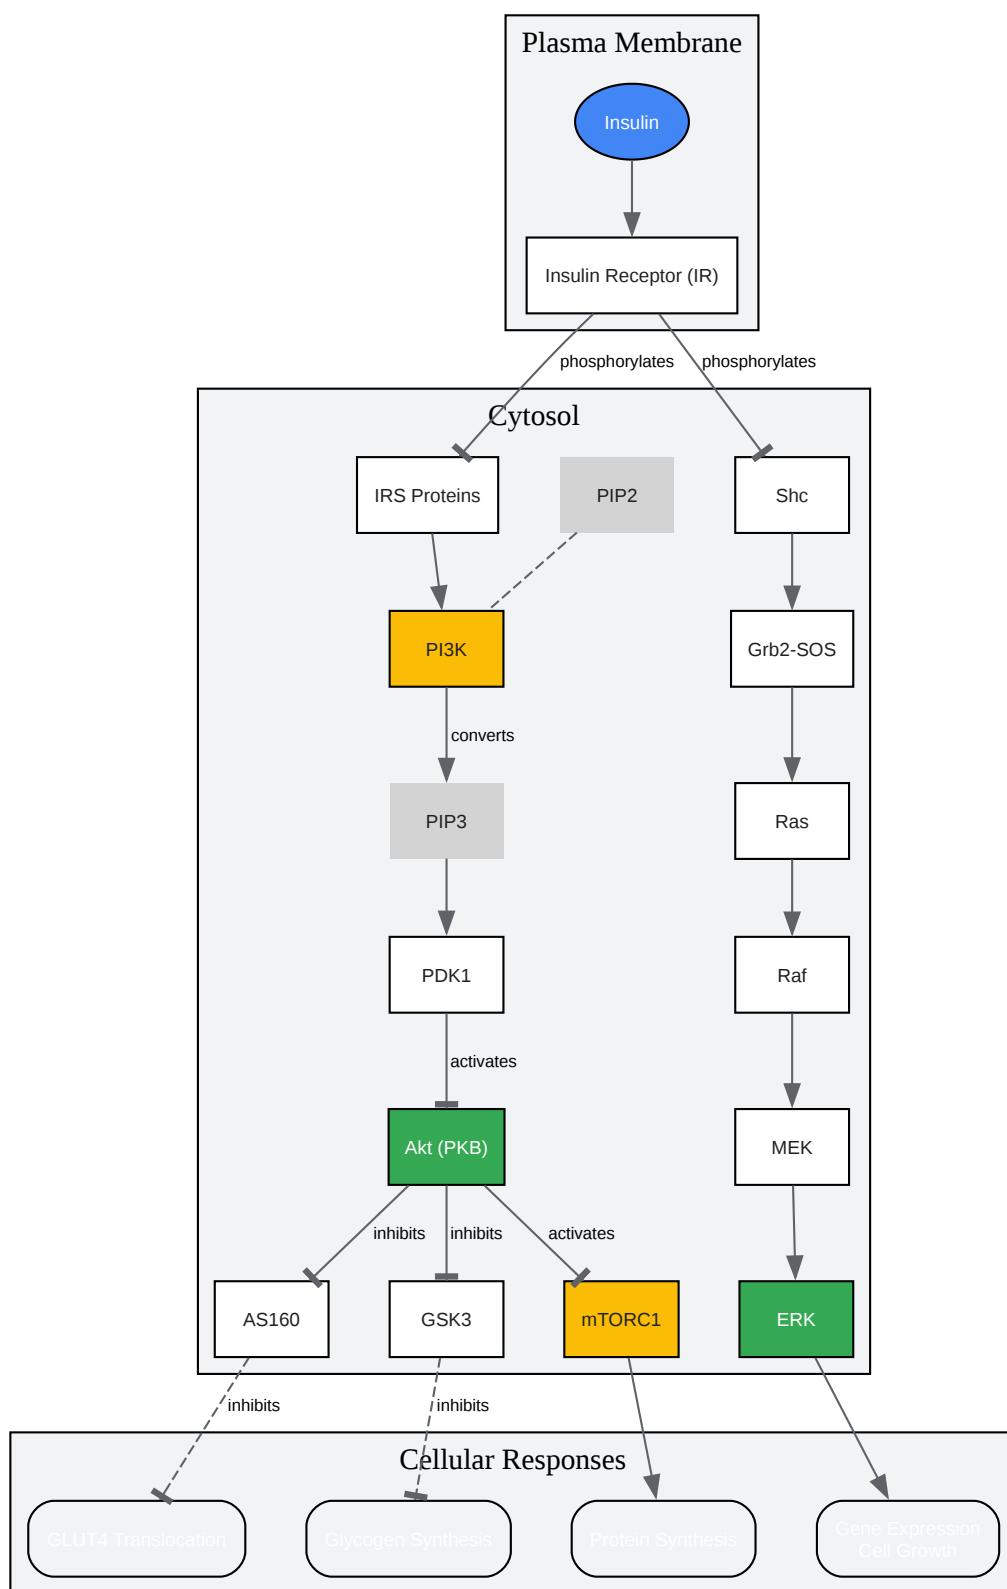 Plasma Membrane
Insulin
Insulin Receptor (IR)
phosphorylates
phosphorylates
Cytosol
IRS Proteins
PIP2
Shc
PI3K
Grb2-SOS
converts
PIP3
Ras
PDK1
Raf
activates
Akt (PKB)
MEK
inhibits
inhibits
activates
AS160
GSK3
mTORC1
ERK
inhibits
inhibits
Cellular Responses
GLUT4 Translocation
Glycogen Synthesis
Protein Synthesis
Gene Expression
Cell Growth